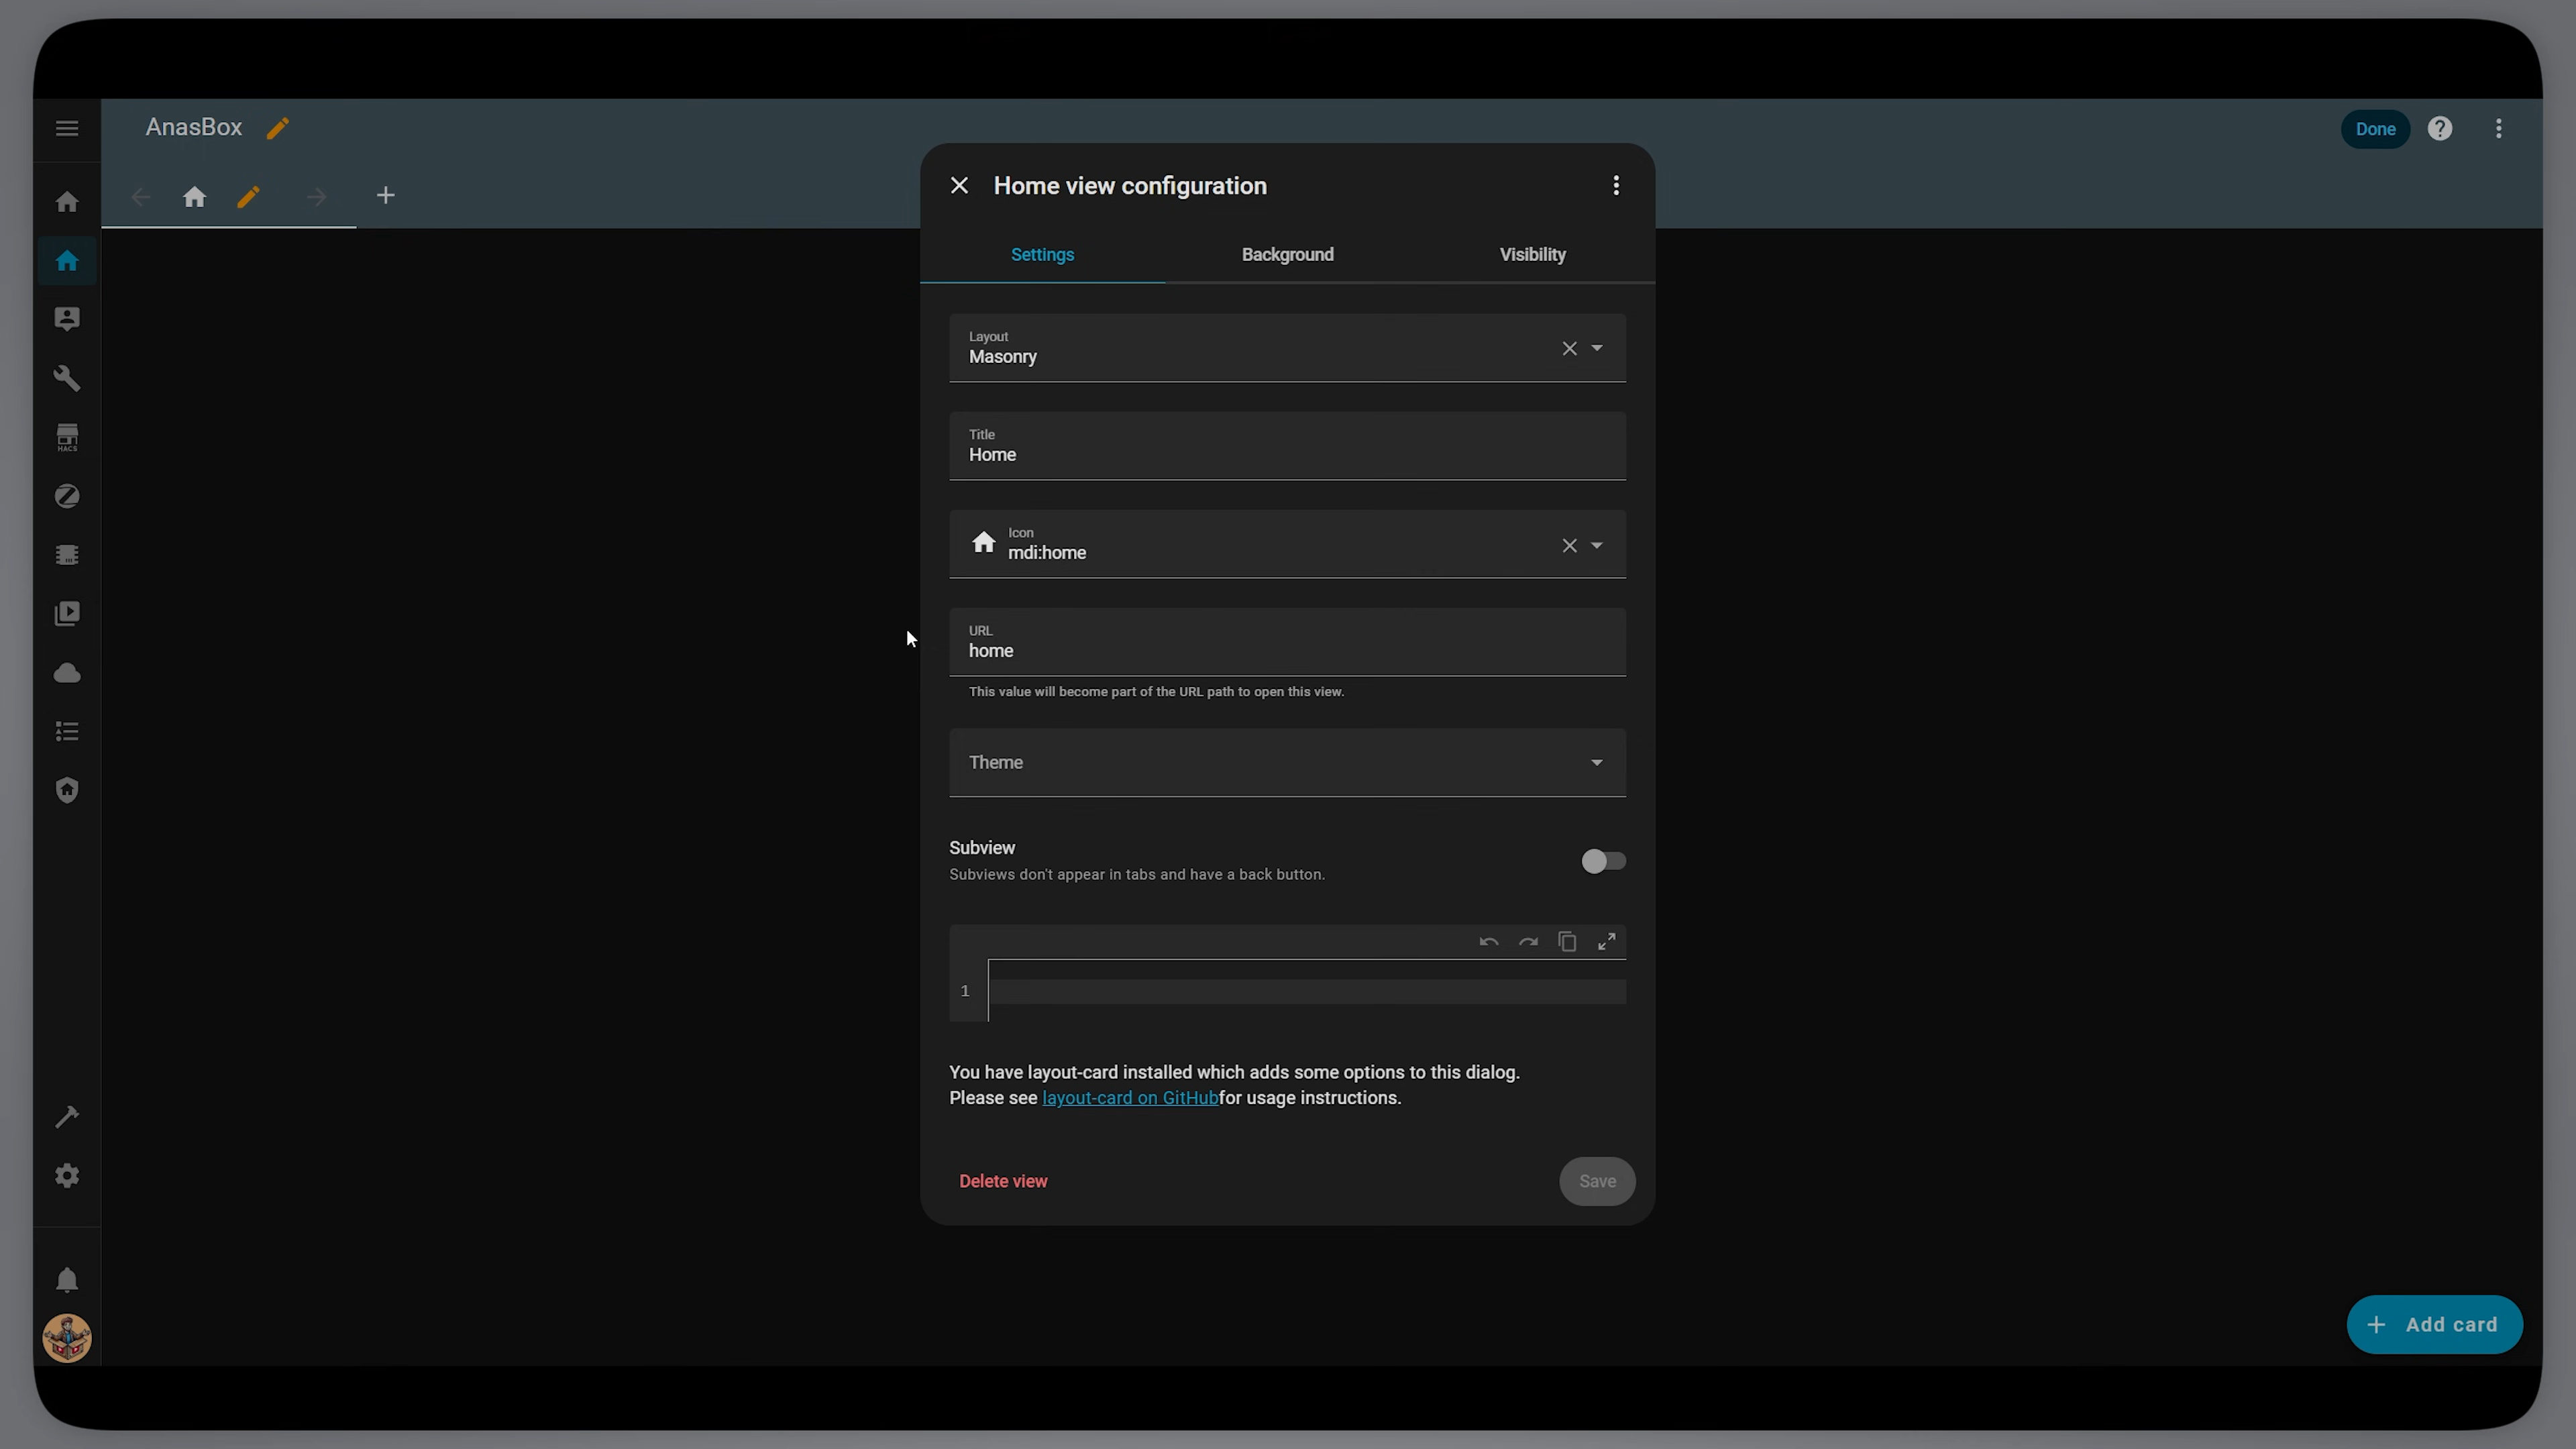 AnasBox
Done
Home view configuration
Settings
Background
Visibility
Layout
Masonry
Title
Home
Icon
mdi:home
HACS
URL
home
This value will become part of the URL path to open this view.
Theme
Subview
Subviews don't appear in tabs and have a back button.
1
You have layout-card installed which adds some options to this dialog.
Please see layout-card on GitHubfor usage instructions.
Delete view
Save
Add card